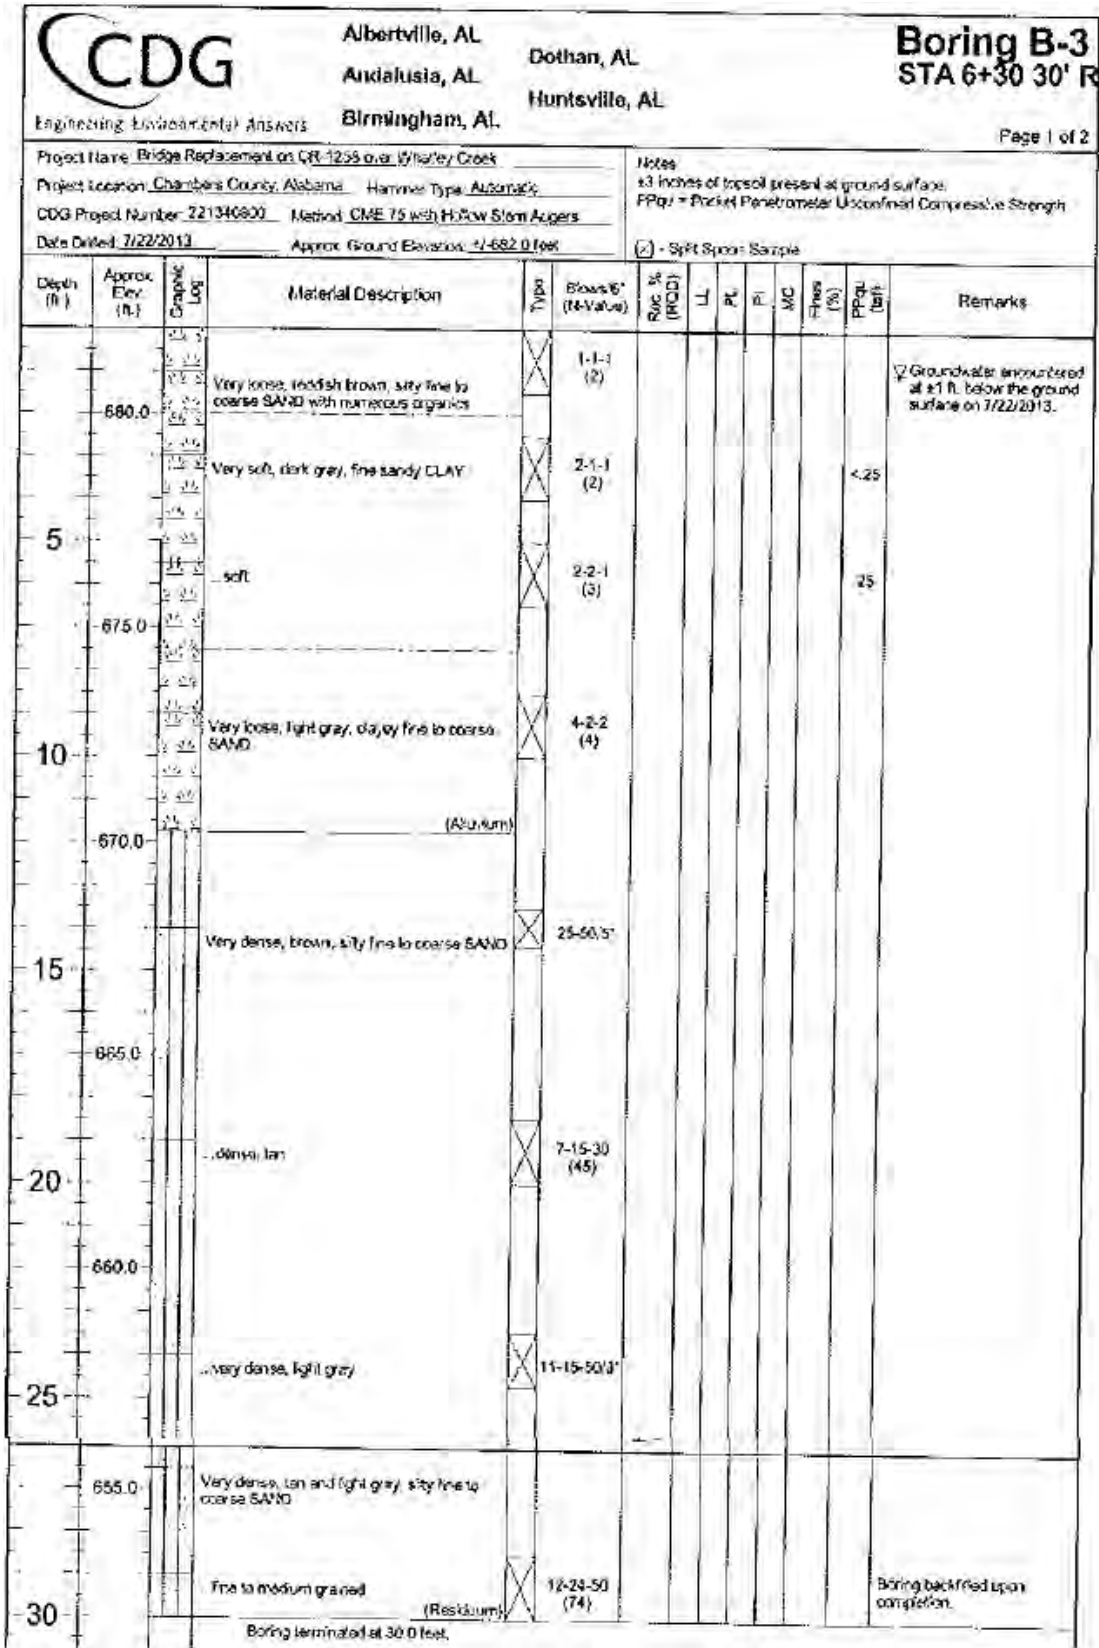 CDG
Engineering. Environmental. Answers.
Albertville, AL
Andalusia, AL
Birmingham, AL
Dothan, AL
Huntsville, AL
Boring B-3
STA 6+30 30' R
Page 1 of 2
Project Name: Bridge Replacement on CR-1258 over Whatley Creek
Project Location: Chambers County, Alabama Hammer Type: Automatic
CDG Project Number: 221340800 Method: CME 75 with Hollow Stem Augers
Date Drilled: 7/22/2013 Approx. Ground Elevation: +/-682.0 feet
Notes
±3 inches of topsoil present at ground surface.
PPqu = Pocket Penetrometer Unconfined Compressive Strength
- Split Spoon Sample
Depth (ft.)
Approx. Elev. (ft.)
Graphic Log
Material Description
Type
Blows/6" (N-Value)
Rec. % (RQD)
LL
PL
PI
MC
Fines (%)
PPqu (tsf)
Remarks
1-1-1
(2)
Groundwater encountered
at ±1 ft. below the ground
surface on 7/22/2013.
Very loose, reddish brown, silty fine to
coarse SAND with numerous organics
680.0
Very soft, dark gray, fine sandy CLAY
2-1-1
(2)
<.25
5
...soft
2-2-1
(3)
.25
675.0
Very loose, light gray, clayey fine to coarse
SAND
4-2-2
(4)
10
(Alluvium)
670.0
Very dense, brown, silty fine to coarse SAND
25-50/5"
15
665.0
...dense, tan
7-15-30
(45)
20
660.0
...very dense, light gray
11-15-50/3"
25
655.0
Very dense, tan and light gray, silty fine to
coarse SAND
...fine to medium grained
12-24-50
(74)
(Residuum)
30
Boring backfilled upon
completion.
Boring terminated at 30.0 feet.